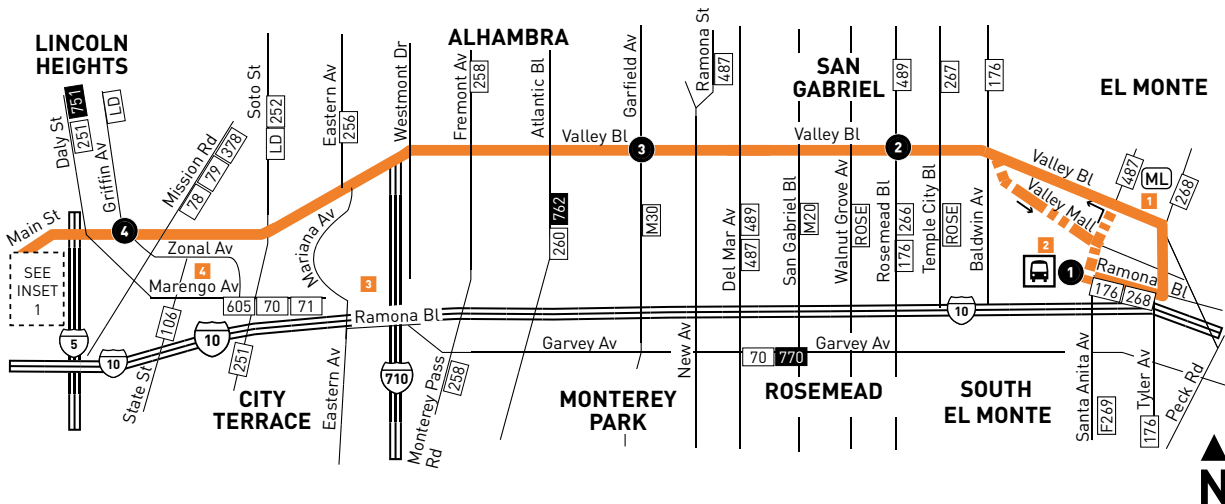 LINCOLN
HEIGHTS
ALHAMBRA
SAN
GABRIEL
EL MONTE
CITY
TERRACE
MONTEREY
PARK
ROSEMEAD
SOUTH
EL MONTE
Main St
SEE
INSET
1
Daly St
251
751
Griffin Av
LD
Mission Rd
78
79
378
Soto St
LD
252
Eastern Av
256
Westmont Dr
Fremont Av
258
Atlantic Bl
260
762
Garfield Av
M30
Ramona St
487
Del Mar Av
487
489
San Gabriel Bl
M20
Walnut Grove Av
ROSE
Rosemead Bl
176
266
489
Temple City Bl
ROSE
267
Baldwin Av
176
Valley Bl
Valley Bl
Valley Bl
Valley Mall
487
ML
268
1
2
3
4
1
2
3
4
Zonal Av
Marengo Av
605
70
71
Mariana Av
Ramona Bl
Ramona Bl
176
268
5
10
10
10
710
State St
106
251
Eastern Av
Monterey Pass
Rd
258
Garvey Av
70
770
Garvey Av
New Av
Santa Anita Av
F269
Tyler Av
176
Peck Rd
N